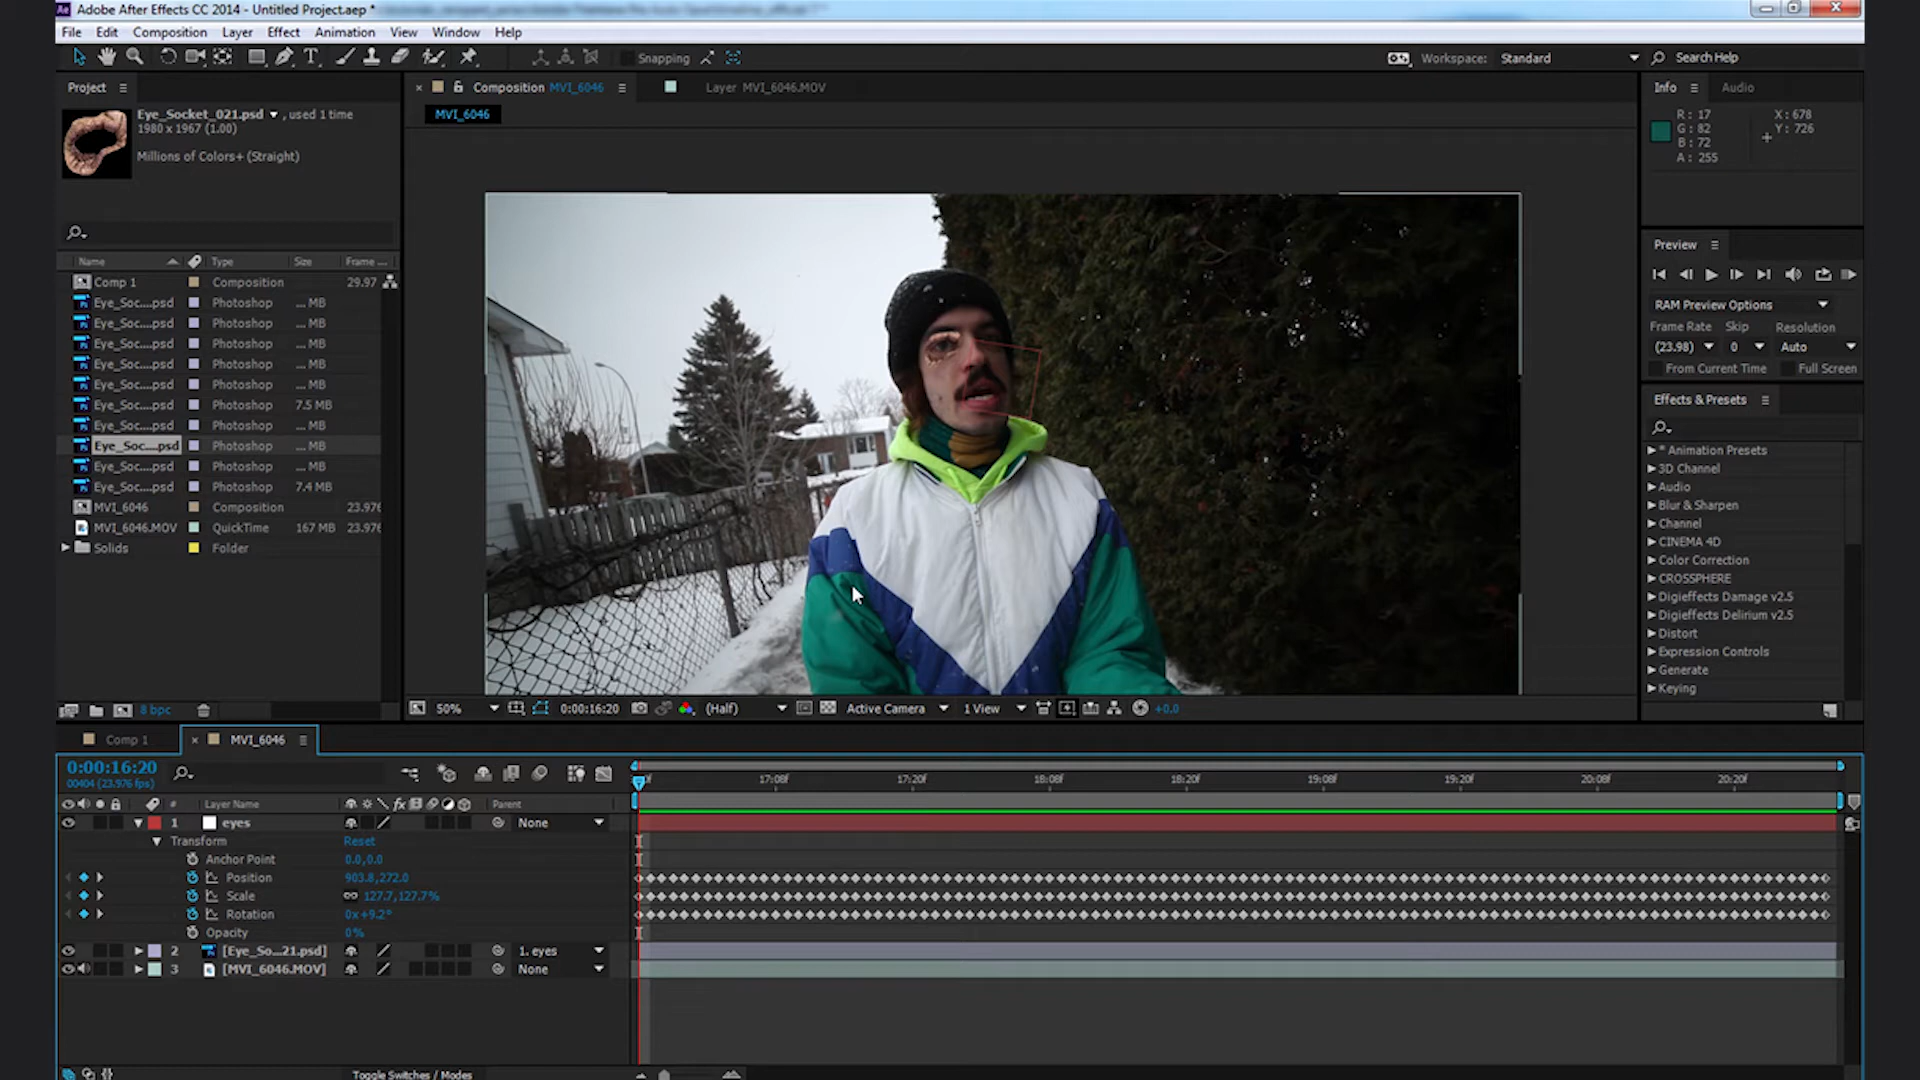 Adobe After Effects CC 2014 - Untitled Project.aep *
File Edit Composition Layer Effect Animation View Window Help
Snapping
Workspace: Standard
Search Help
Project
Eye_Socket_021.psd , used 1 time
1980 x 1967 (1.00)
Millions of Colors+ (Straight)
Name Type Size Frame ...
Comp 1 Composition 29.97
Eye_Soc....psd Photoshop ... MB
Eye_Soc....psd Photoshop ... MB
Eye_Soc....psd Photoshop ... MB
Eye_Soc....psd Photoshop ... MB
Eye_Soc....psd Photoshop ... MB
Eye_Soc....psd Photoshop 7.5 MB
Eye_Soc....psd Photoshop ... MB
Eye_Soc....psd Photoshop ... MB
Eye_Soc....psd Photoshop ... MB
Eye_Soc....psd Photoshop 7.4 MB
MVI_6046 Composition 23.976
MVI_6046.MOV QuickTime 167 MB 23.976
Solids Folder
8 bpc
Composition MVI_6046
Layer MVI_6046.MOV
MVI_6046
50% 0:00:16:20 (Half) Active Camera 1 View +0.0
Info Audio
R: 17 X: 678
G: 82 Y: 726
B: 72
A: 255
Preview
RAM Preview Options
Frame Rate Skip Resolution
(23.98) 0 Auto
From Current Time Full Screen
Effects & Presets
* Animation Presets
3D Channel
Audio
Blur & Sharpen
Channel
CINEMA 4D
Color Correction
CROSSPHERE
Digieffects Damage v2.5
Digieffects Delirium v2.5
Distort
Expression Controls
Generate
Keying
Comp 1 MVI_6046
0:00:16:20
00404 (23.976 fps)
17:08f 17:20f 18:08f 18:20f 19:08f 19:20f 20:08f 20:20f
# Layer Name Parent
1 eyes None
Transform Reset
Anchor Point 0.0,0.0
Position 903.8,272.0
Scale 127.7,127.7%
Rotation 0x+9.2°
Opacity 0%
2 [Eye_So...21.psd] 1. eyes
3 [MVI_6046.MOV] None
Toggle Switches / Modes